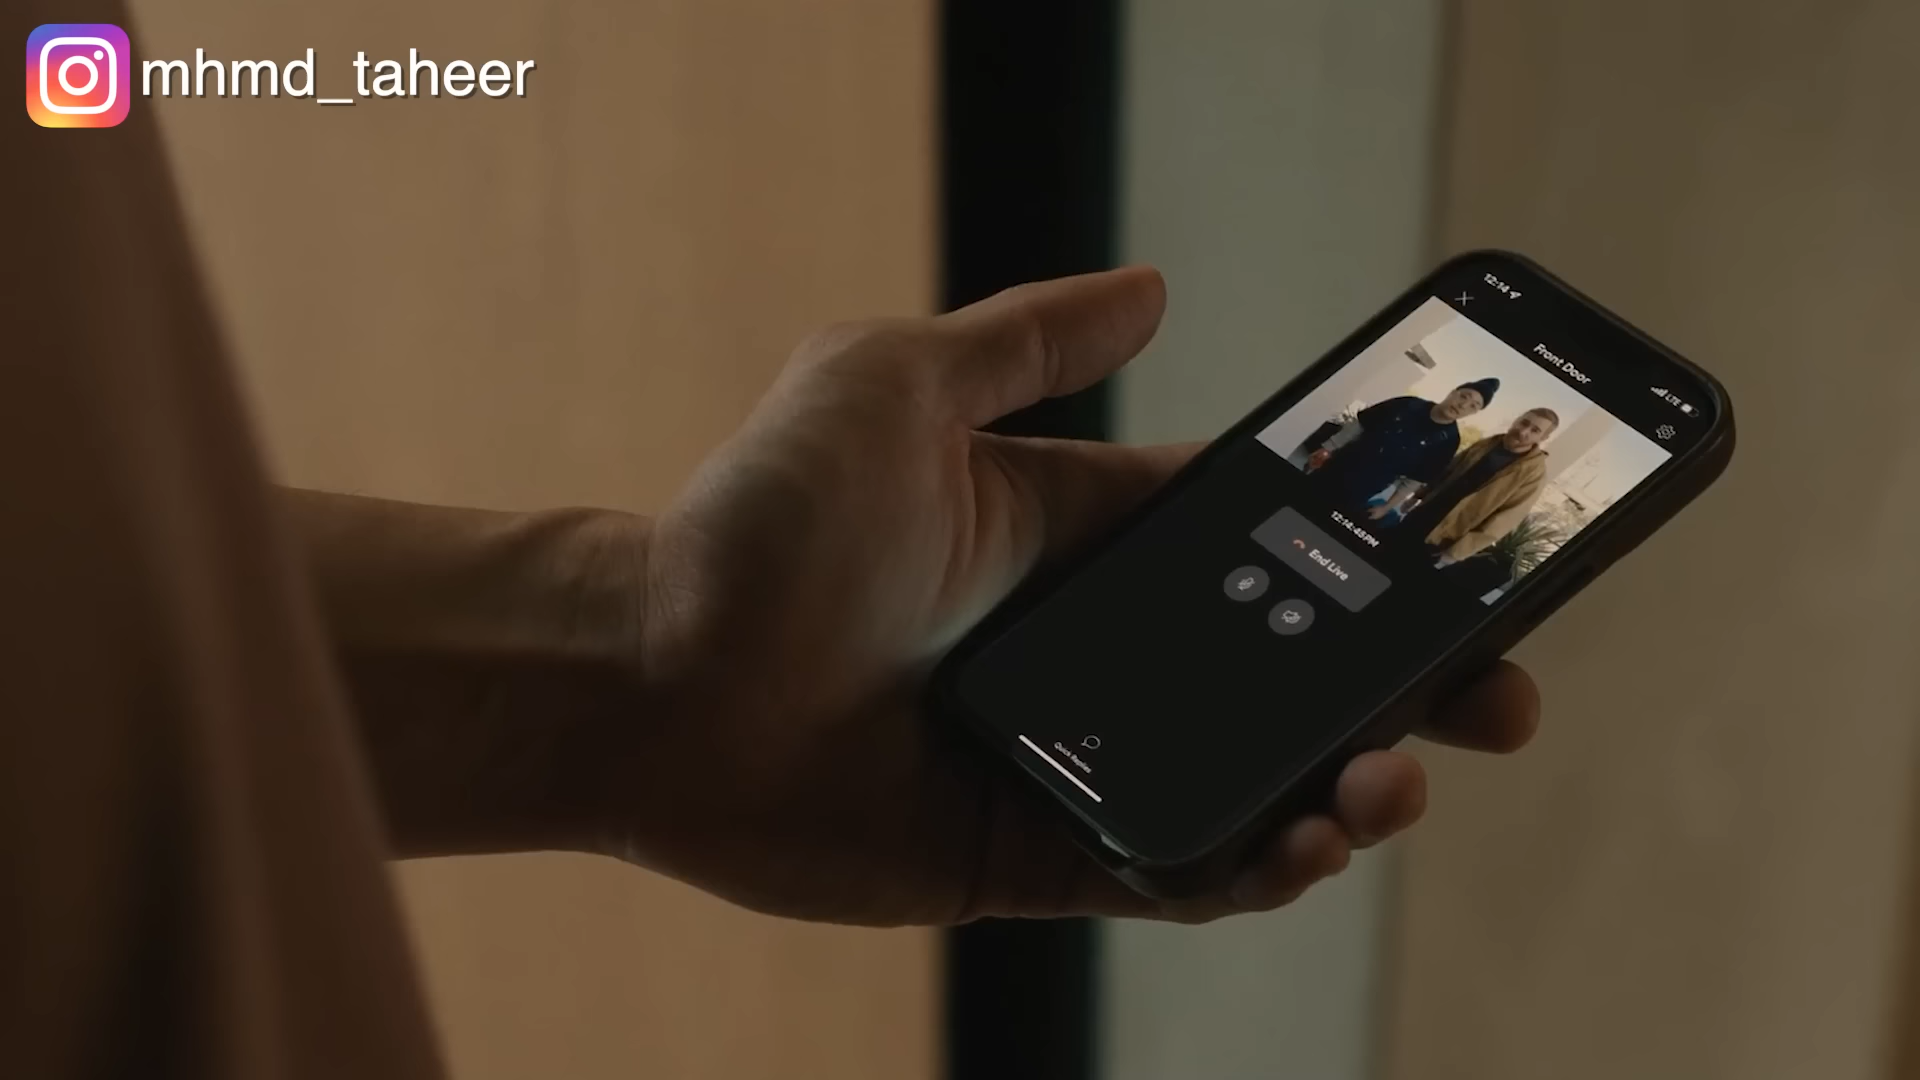 mhmd_taheer
12:14
Front Door
LTE
12:14:45 PM
End Live
Quick Replies